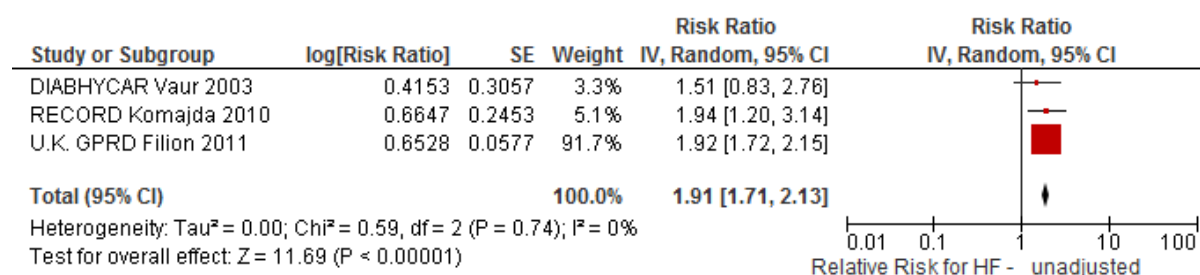 Risk Ratio Risk Ratio
Study or Subgroup log[Risk Ratio] SE Weight IV, Random, 95% CI IV, Random, 95% CI
DIABHYCAR Vaur 2003 0.4153 0.3057 3.3% 1.51 [0.83, 2.76]
RECORD Komajda 2010 0.6647 0.2453 5.1% 1.94 [1.20, 3.14]
U.K. GPRD Filion 2011 0.6528 0.0577 91.7% 1.92 [1.72, 2.15]
Total (95% CI) 100.0% 1.91 [1.71, 2.13]
Heterogeneity: Tau² = 0.00; Chi² = 0.59, df = 2 (P = 0.74); I² = 0%
Test for overall effect: Z = 11.69 (P < 0.00001)
0.01 0.1 1 10 100
Relative Risk for HF - unadjusted